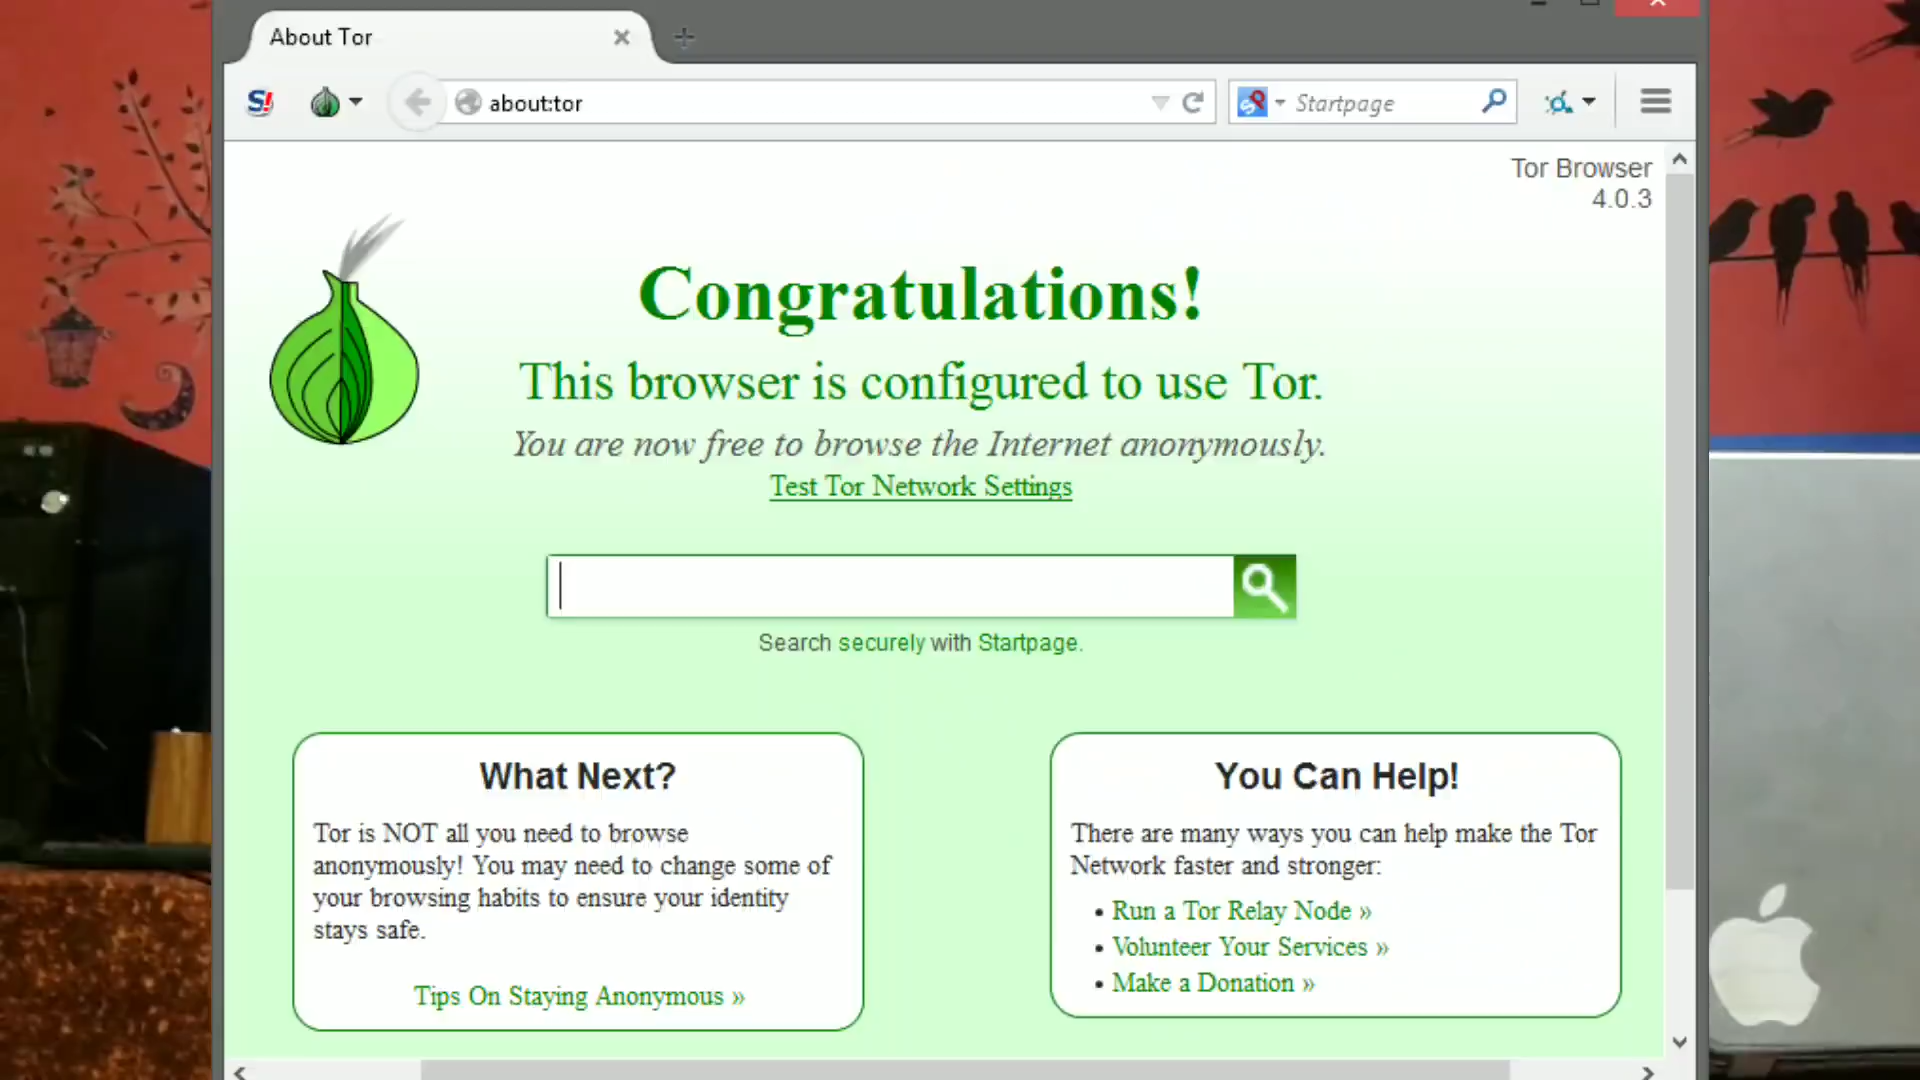 About Tor
S!
about:tor
Startpage
Tor Browser
4.0.3
Congratulations!
This browser is configured to use Tor.
You are now free to browse the Internet anonymously.
Test Tor Network Settings
Search securely with Startpage.
What Next?
Tor is NOT all you need to browse
anonymously! You may need to change some of
your browsing habits to ensure your identity
stays safe.
Tips On Staying Anonymous »
You Can Help!
There are many ways you can help make the Tor
Network faster and stronger:
• Run a Tor Relay Node »
• Volunteer Your Services »
• Make a Donation »